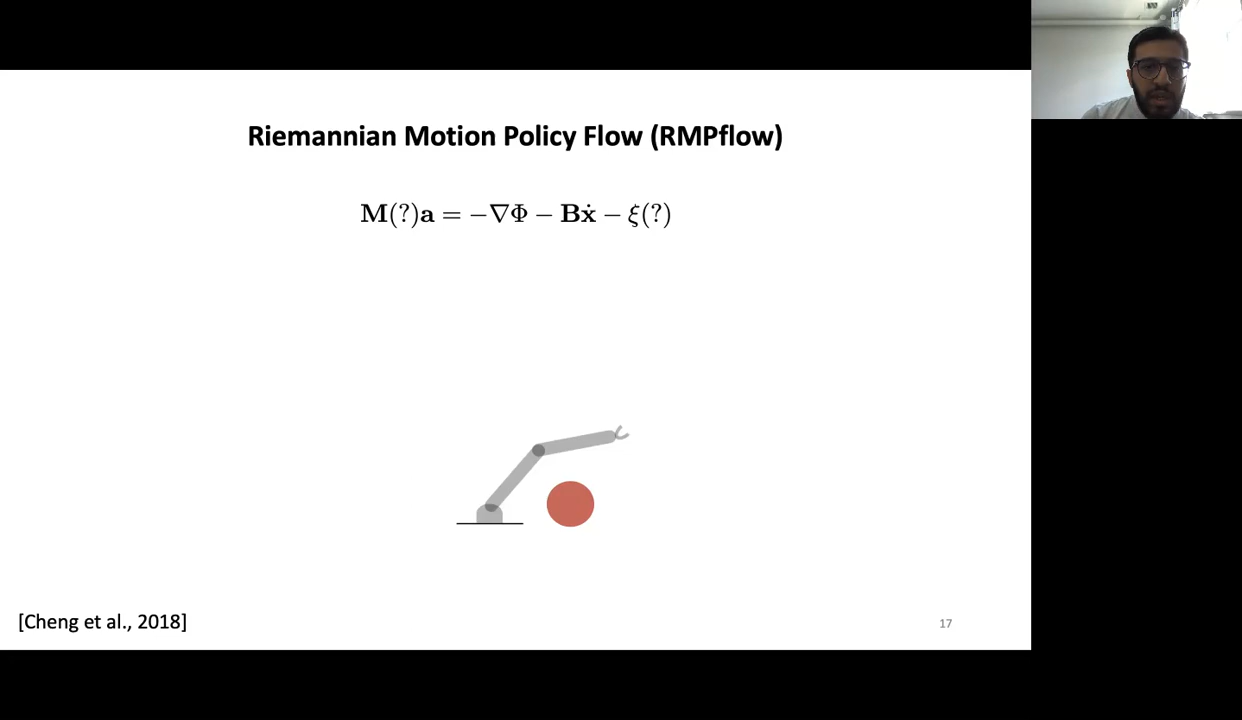 Riemannian Motion Policy Flow (RMPflow)
M(?)a = −∇Φ − Bẋ − ξ(?)
[Cheng et al., 2018]
17